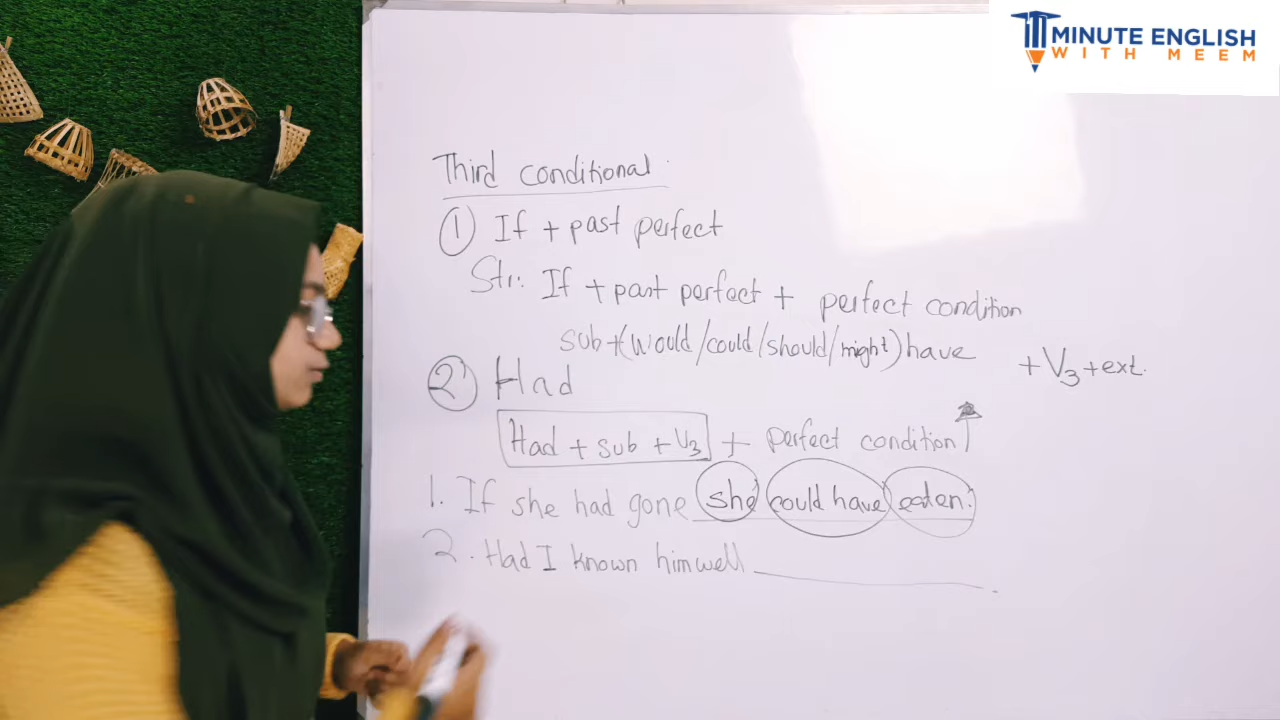 MINUTE ENGLISH
WITH MEEM
Third conditional
① If + past perfect
Str: If + past perfect + perfect condition
sub+(would/could/should/might) have + V3 + ext.
② Had
Had + sub + V3 + perfect condition
1. If she had gone she could have eaten.
2. Had I known him well ________.